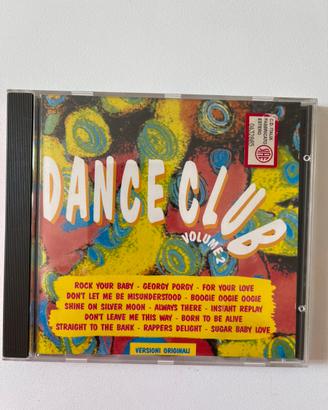 DANCE CLUB
VOLUME 2
ROCK YOUR BABY - GEORGY PORGY - FOR YOUR LOVE
DON'T LET ME BE MISUNDERSTOOD - BOOGIE OOGIE OOGIE
SHINE ON SILVER MOON - ALWAYS THERE - INSTANT REPLAY
DON'T LEAVE ME THIS WAY - BORN TO BE ALIVE
STRAIGHT TO THE BANK - RAPPERS DELIGHT - SUGAR BABY LOVE
VERSIONI ORIGINALI